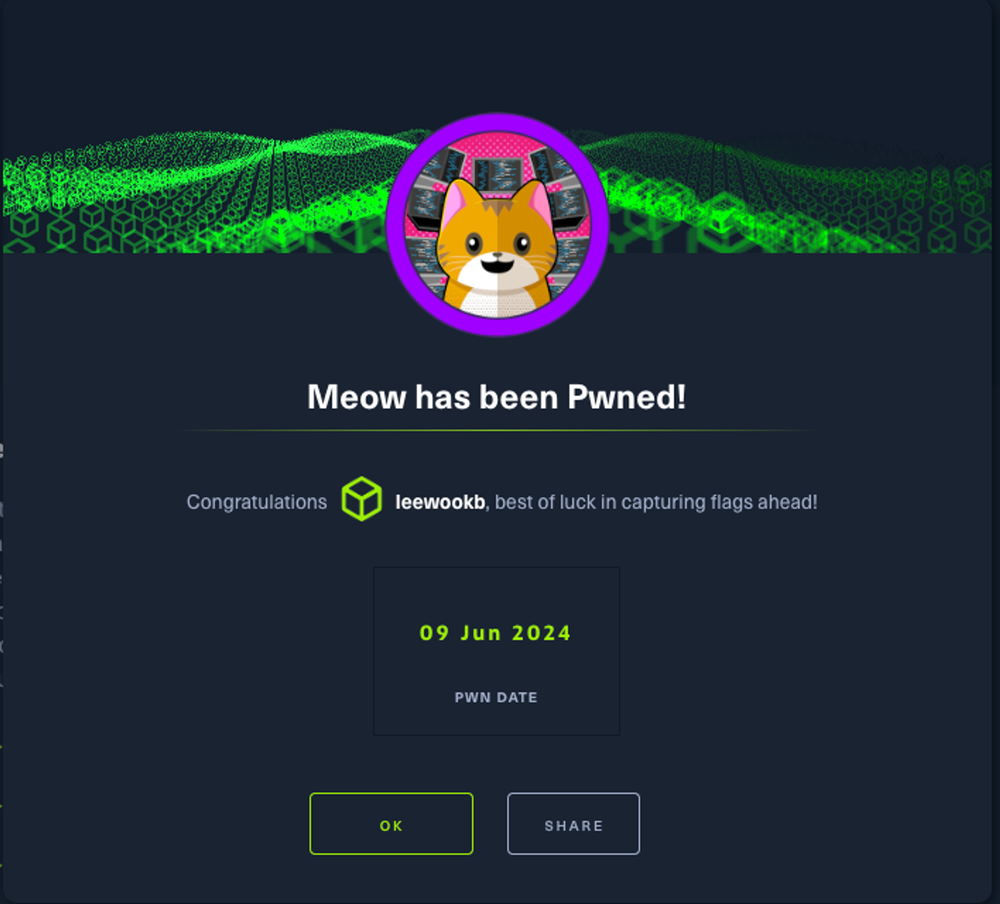 Meow has been Pwned!
Congratulations leewookb, best of luck in capturing flags ahead!
09 Jun 2024
PWN DATE
OK
SHARE